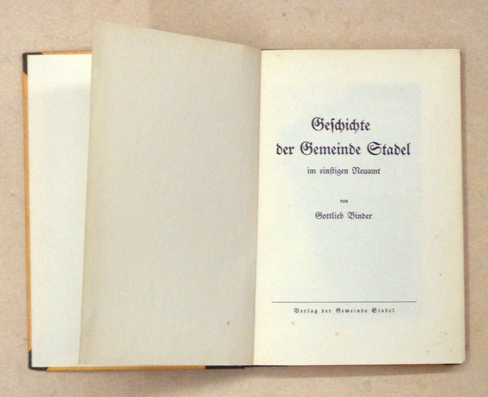 Geschichte
der Gemeinde Stadel
im einstigen Neuamt
von
Gottlieb Binder
Verlag der Gemeinde Stadel